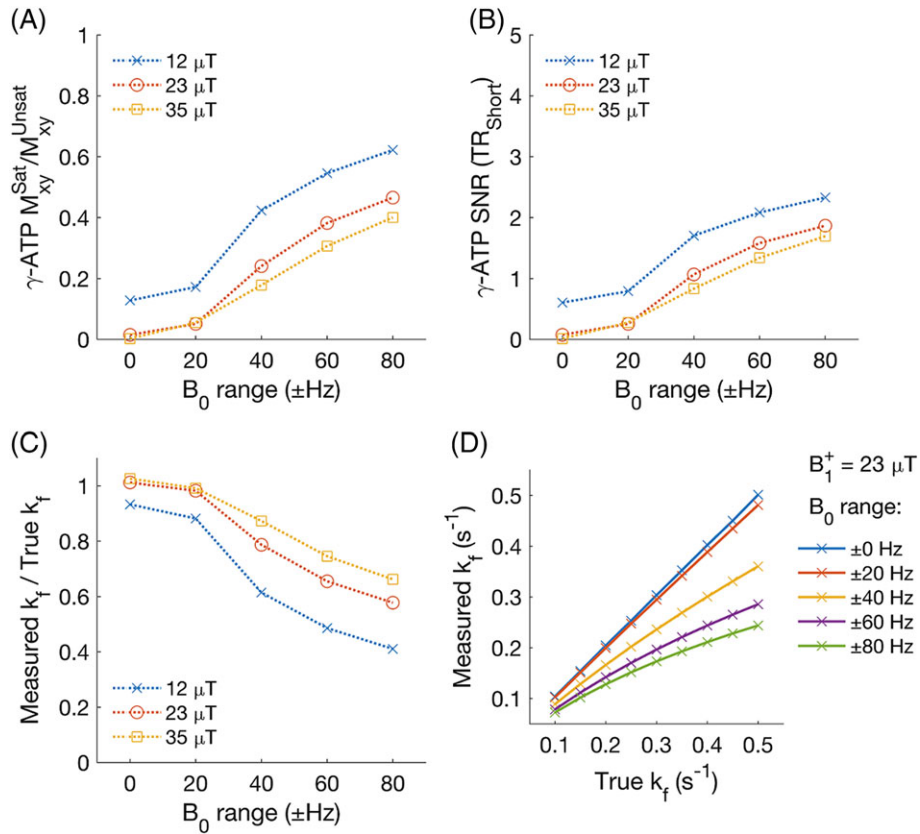 (A)
1
0.8
0.6
0.4
0.2
0
γ-ATP M_xy^Sat/M_xy^Unsat
12 μT
23 μT
35 μT
0 20 40 60 80
B_0 range (±Hz)
(B)
5
4
3
2
1
0
γ-ATP SNR (TR_Short)
12 μT
23 μT
35 μT
0 20 40 60 80
B_0 range (±Hz)
(C)
1
0.8
0.6
0.4
0.2
0
Measured k_f / True k_f
12 μT
23 μT
35 μT
0 20 40 60 80
B_0 range (±Hz)
(D)
0.5
0.4
0.3
0.2
0.1
Measured k_f (s^-1)
0.1 0.2 0.3 0.4 0.5
True k_f (s^-1)
B_1^+ = 23 μT
B_0 range:
±0 Hz
±20 Hz
±40 Hz
±60 Hz
±80 Hz